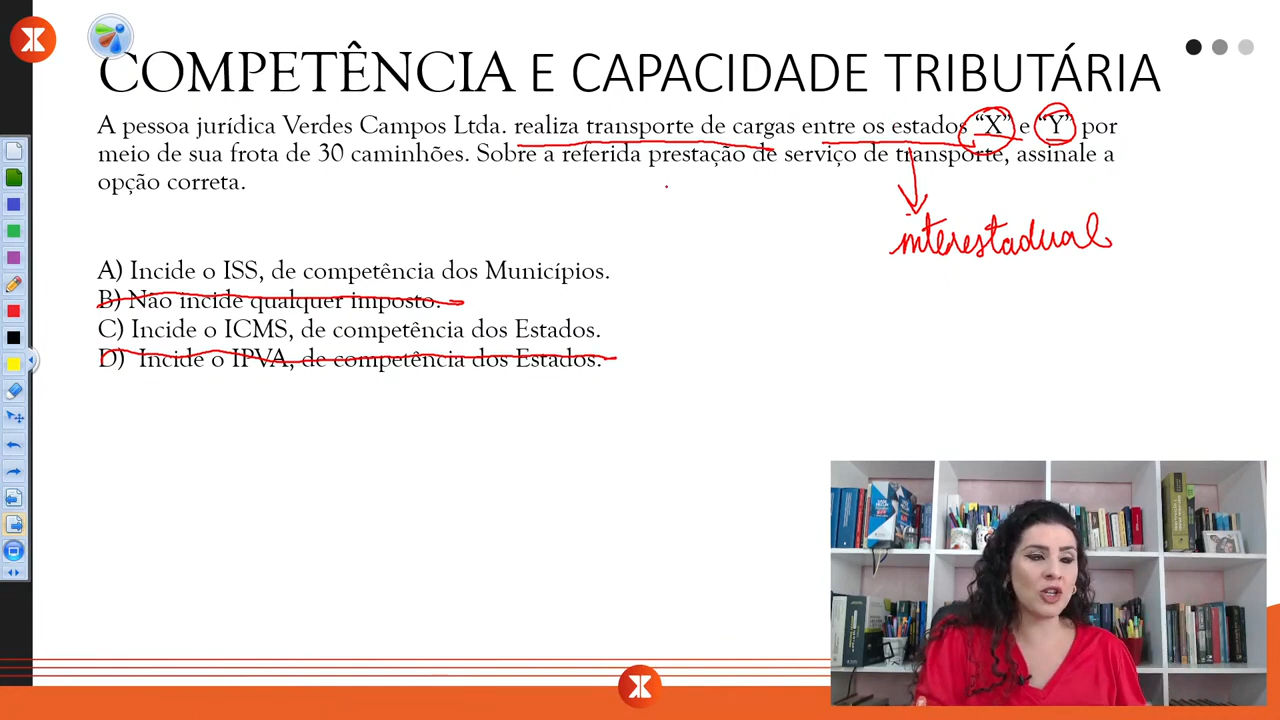 COMPETÊNCIA E CAPACIDADE TRIBUTÁRIA
A pessoa jurídica Verdes Campos Ltda. realiza transporte de cargas entre os estados “X” e “Y” por
meio de sua frota de 30 caminhões. Sobre a referida prestação de serviço de transporte, assinale a
opção correta.
interestadual
A) Incide o ISS, de competência dos Municípios.
B) Não incide qualquer imposto.
C) Incide o ICMS, de competência dos Estados.
D) Incide o IPVA, de competência dos Estados.